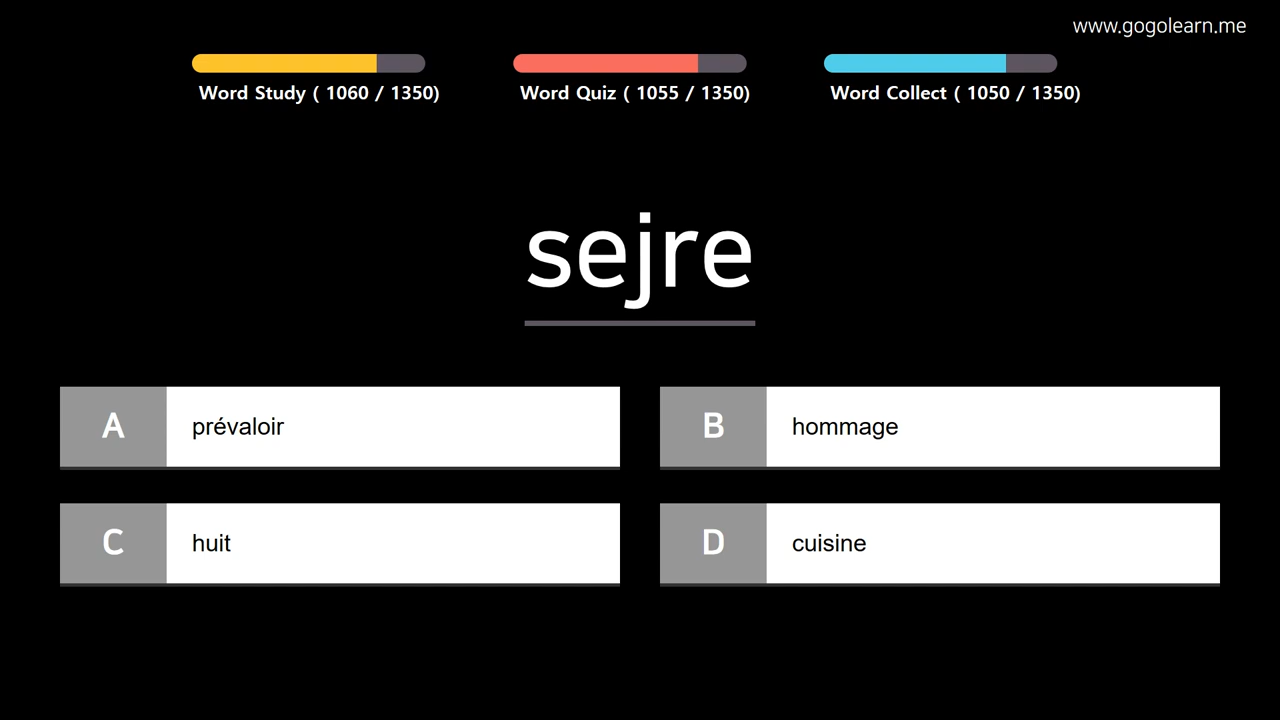 www.gogolearn.me
Word Study ( 1060 / 1350)
Word Quiz ( 1055 / 1350)
Word Collect ( 1050 / 1350)
sejre
A prévaloir
B hommage
C huit
D cuisine